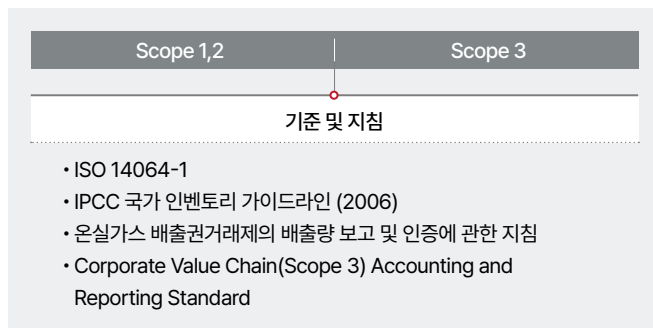 Scope 1,2
Scope 3
기준 및 지침
• ISO 14064-1
• IPCC 국가 인벤토리 가이드라인 (2006)
• 온실가스 배출권거래제의 배출량 보고 및 인증에 관한 지침
• Corporate Value Chain(Scope 3) Accounting and
Reporting Standard